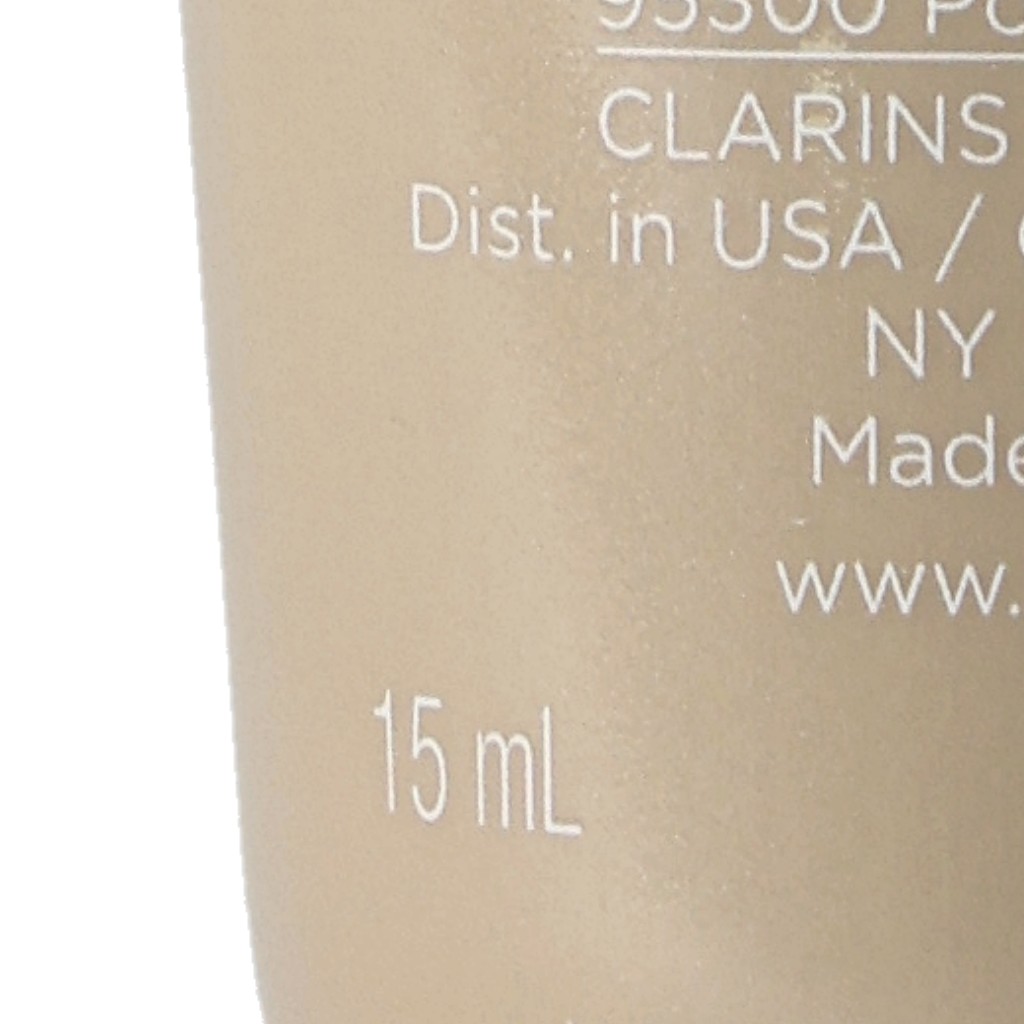 CLARINS
Dist. in USA /
NY
Made
www.
15 mL